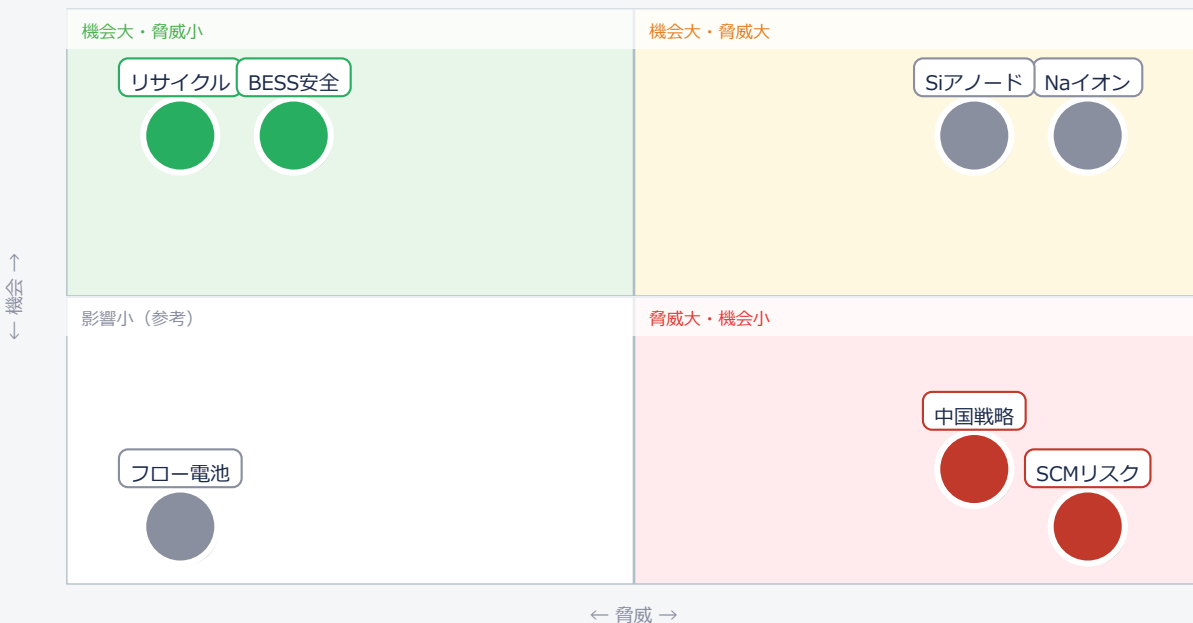 機会大・脅威小
機会大・脅威大
リサイクル
BESS安全
Siアノード
Naイオン
← 機会 →
影響小（参考）
脅威大・機会小
中国戦略
フロー電池
SCMリスク
← 脅威 →